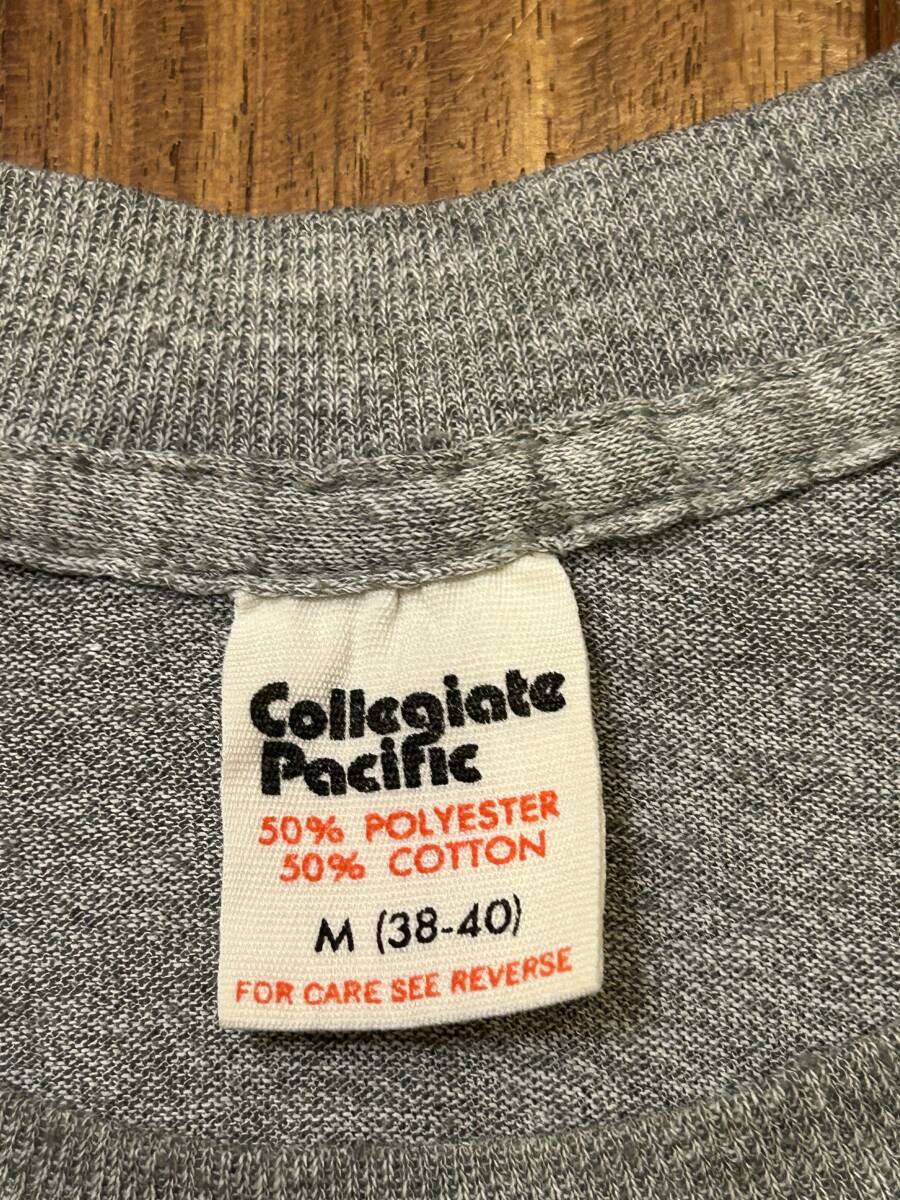 Collegiate
Pacific
50% POLYESTER
50% COTTON
M (38-40)
FOR CARE SEE REVERSE